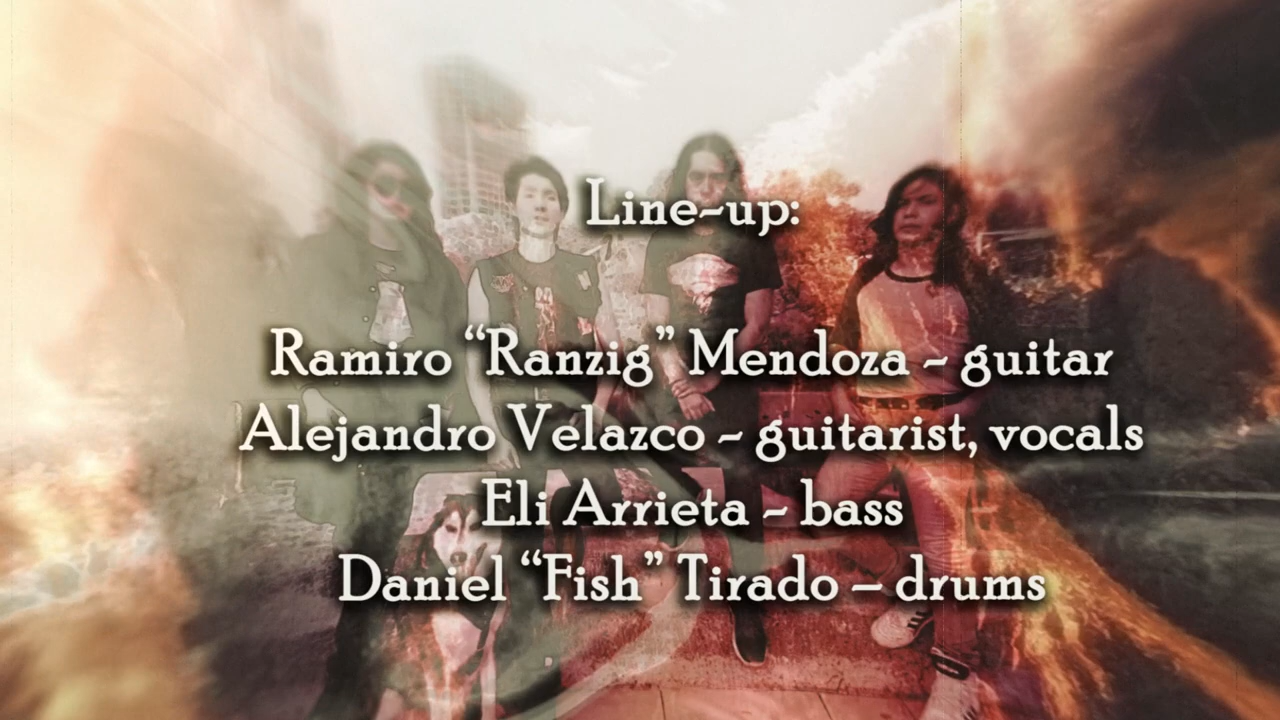 Line-up:
Ramiro “Ranzig” Mendoza - guitar
Alejandro Velazco - guitarist, vocals
Eli Arrieta - bass
Daniel “Fish” Tirado – drums